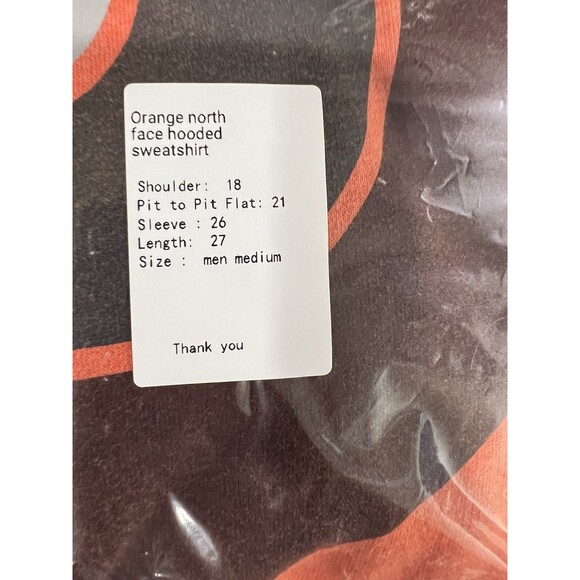 Orange north
face hooded
sweatshirt
Shoulder: 18
Pit to Pit Flat: 21
Sleeve : 26
Length: 27
Size : men medium
Thank you